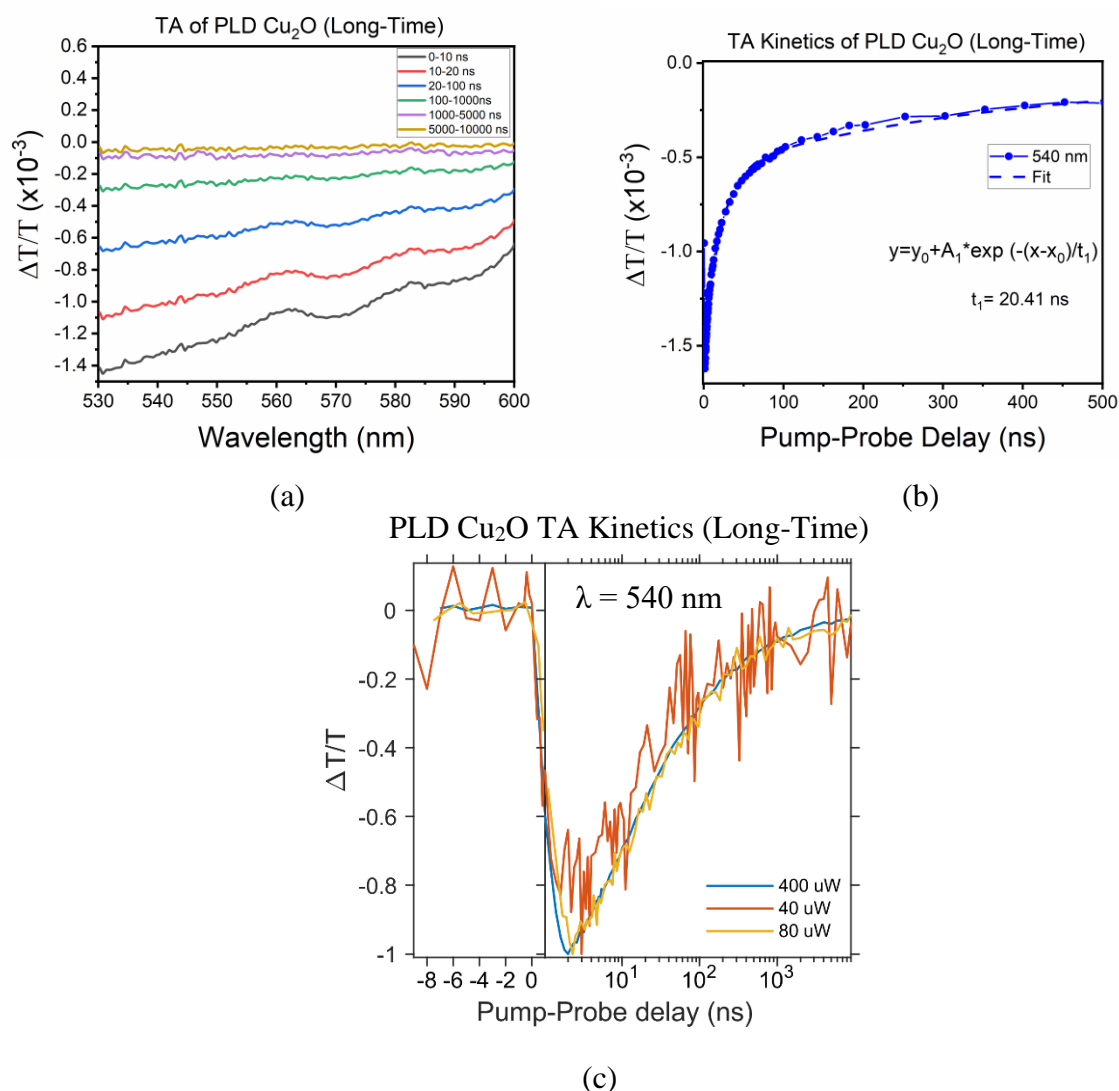 TA of PLD Cu₂O (Long-Time)
0.6
0.4
0.2
0.0
-0.2
-0.4
-0.6
-0.8
-1.0
-1.2
-1.4
ΔT/T (x10⁻³)
0-10 ns
10-20 ns
20-100 ns
100-1000ns
1000-5000 ns
5000-10000 ns
530 540 550 560 570 580 590 600
Wavelength (nm)
(a)
TA Kinetics of PLD Cu₂O (Long-Time)
0.0
-0.5
-1.0
-1.5
ΔT/T (x10⁻³)
540 nm
Fit
y=y₀+A₁*exp (-(x-x₀)/t₁)
t₁= 20.41 ns
0 100 200 300 400 500
Pump-Probe Delay (ns)
(b)
PLD Cu₂O TA Kinetics (Long-Time)
λ = 540 nm
0
-0.2
-0.4
-0.6
-0.8
-1
ΔT/T
400 uW
40 uW
80 uW
-8 -6 -4 -2 0 10¹ 10² 10³
Pump-Probe delay (ns)
(c)